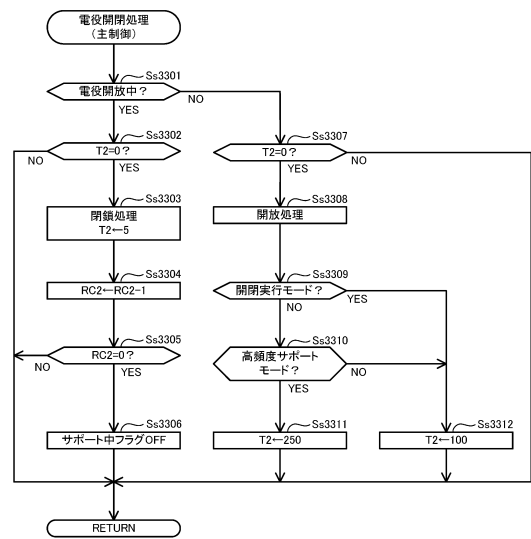 電役開閉処理
（主制御）
Ss3301
電役開放中？
NO
YES
Ss3302
T2=0？
NO
YES
Ss3303
閉鎖処理
T2←5
Ss3304
RC2←RC2-1
Ss3305
RC2=0？
NO
YES
Ss3306
サポート中フラグOFF
Ss3307
T2=0？
NO
YES
Ss3308
開放処理
Ss3309
開閉実行モード？
YES
NO
Ss3310
高頻度サポート
モード？
NO
YES
Ss3311
T2←250
Ss3312
T2←100
RETURN